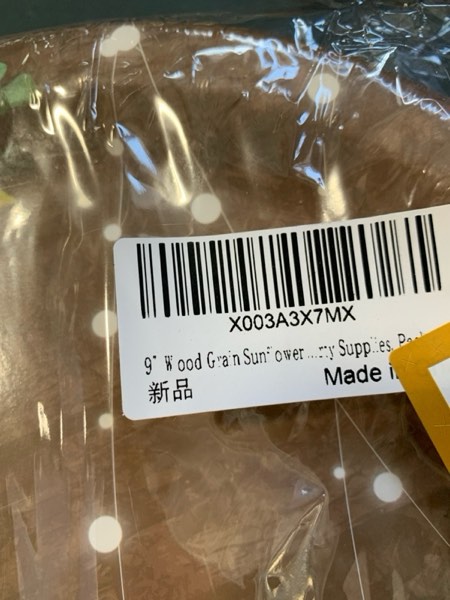 X003A3X7MX
9" Wood Grain Sunflower Supplies,
新品
Made